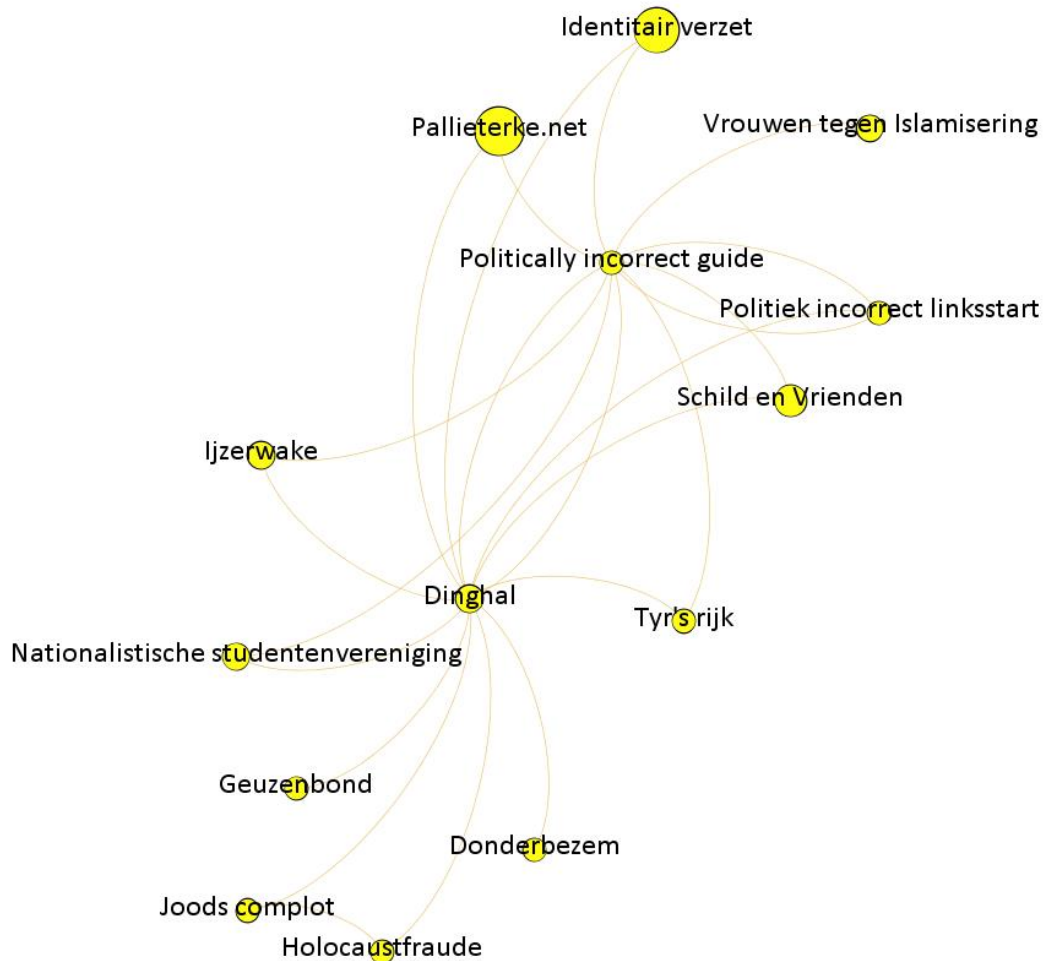 Identitair verzet
Pallieterke.net
Vrouwen tegen Islamisering
Politically incorrect guide
Politiek incorrect linksstart
Schild en Vrienden
Ijzerwake
Dinghal
Tyr's rijk
Nationalistische studentenvereniging
Geuzenbond
Donderbezem
Joods complot
Holocaustfraude